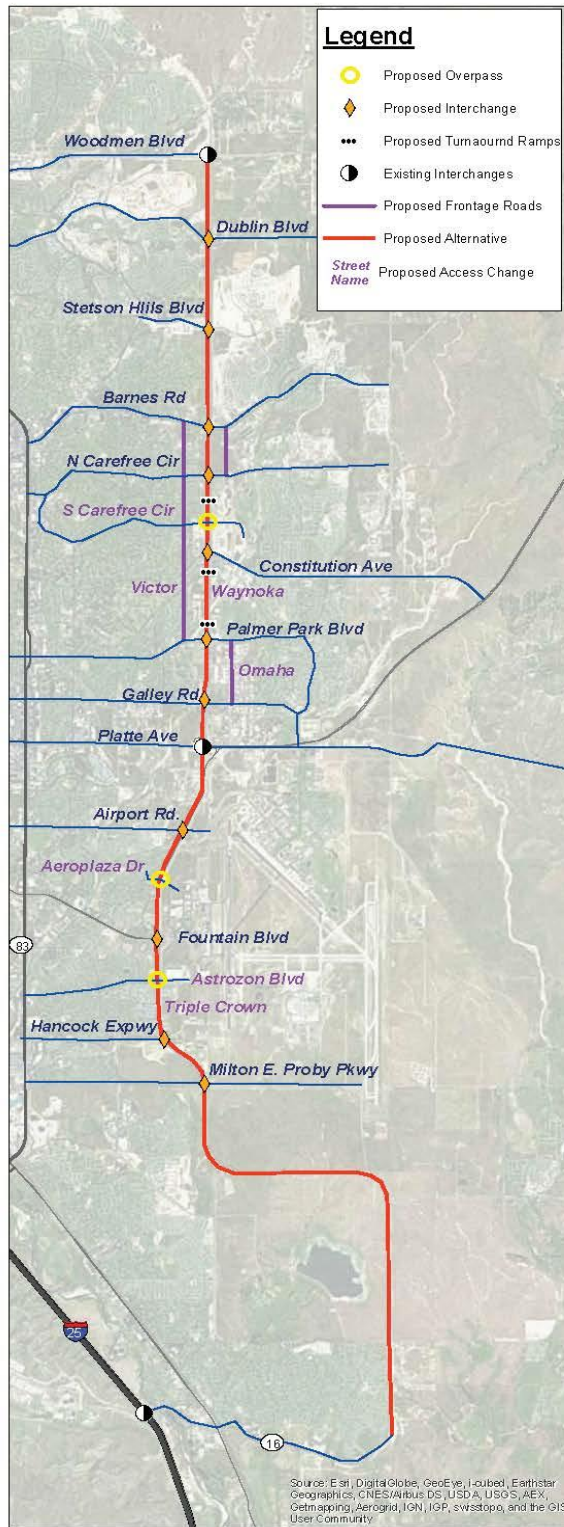 Legend
Proposed Overpass
Proposed Interchange
Proposed Turnaournd Ramps
Existing Interchanges
Proposed Frontage Roads
Proposed Alternative
Street
Name
Proposed Access Change
Woodmen Blvd
Dublin Blvd
Stetson Hlils Blvd
Barnes Rd
N Carefree Cir
S Carefree Cir
Constitution Ave
Victor
Waynoka
Palmer Park Blvd
Omaha
Galley Rd
Platte Ave
Airport Rd.
Aeroplaza Dr
Fountain Blvd
83
Astrozon Blvd
Triple Crown
Hancock Expwy
Milton E. Proby Pkwy
25
16
Source: Esri, DigitalGlobe, GeoEye, i-cubed, Earthstar
Geographics, CNES/Airbus DS, USDA, USGS, AEX,
Getmapping, Aerogrid, IGN, IGP, swisstopo, and the GIS
User Community